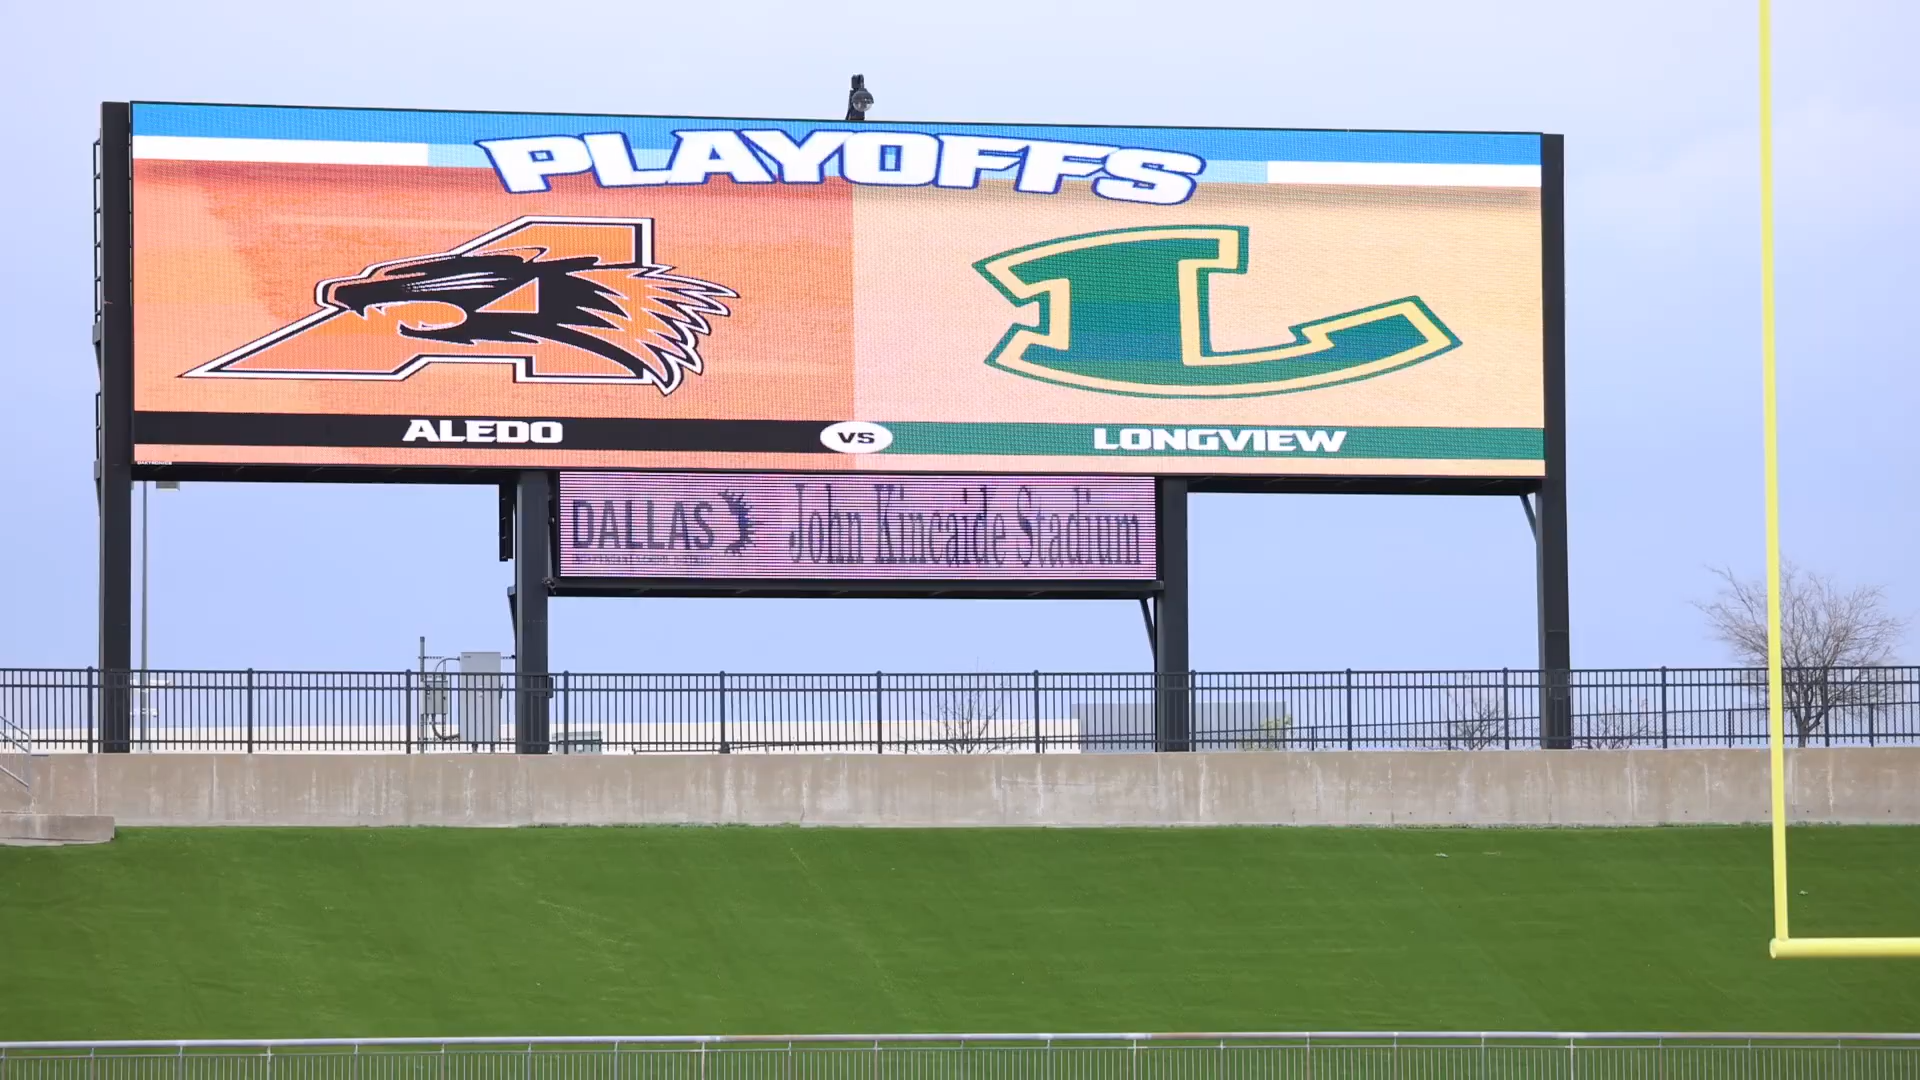 PLAYOFFS
A
L
ALEDO VS LONGVIEW
DALLAS John Kincaide Stadium